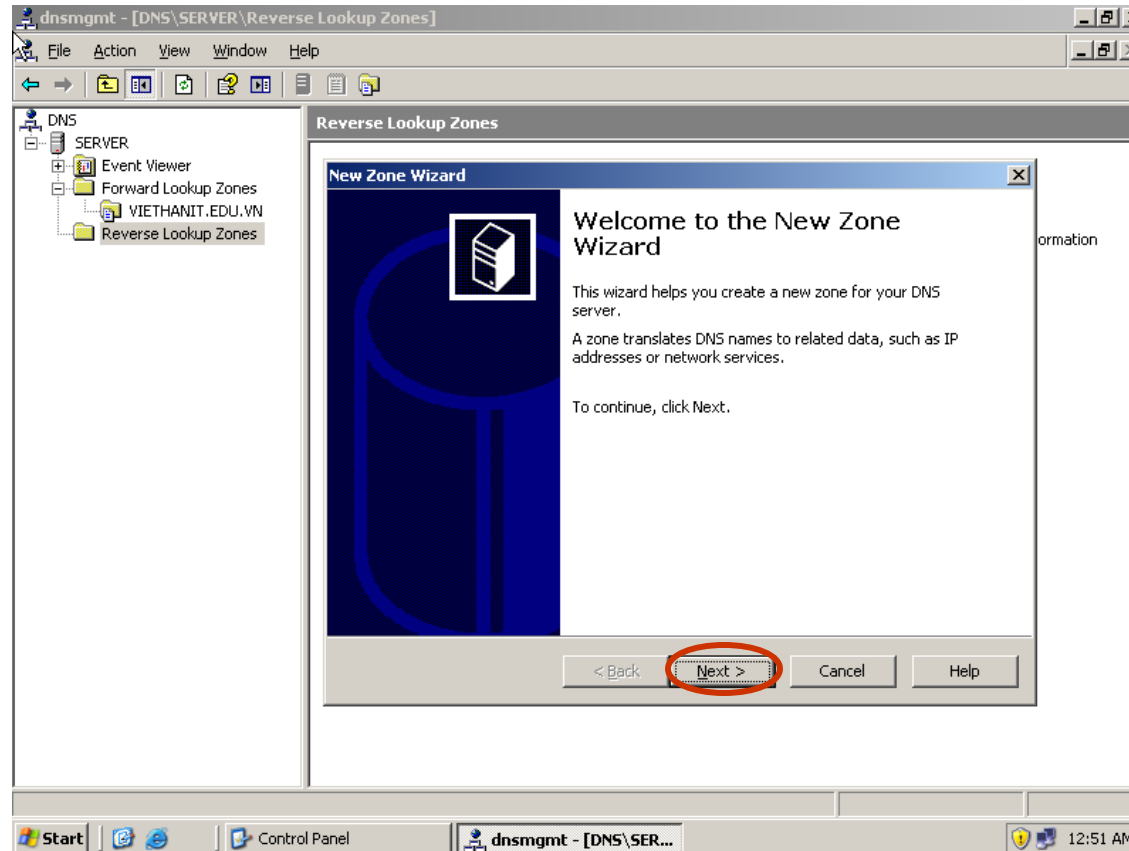 dnsmgmt - [DNS\SERVER\Reverse Lookup Zones]
File Action View Window Help
DNS
SERVER
Event Viewer
Forward Lookup Zones
VIETHANIT.EDU.VN
Reverse Lookup Zones
Reverse Lookup Zones
ormation
New Zone Wizard
Welcome to the New Zone
Wizard
This wizard helps you create a new zone for your DNS
server.
A zone translates DNS names to related data, such as IP
addresses or network services.
To continue, click Next.
< Back Next > Cancel Help
Start Control Panel dnsmgmt - [DNS\SER... 12:51 AM